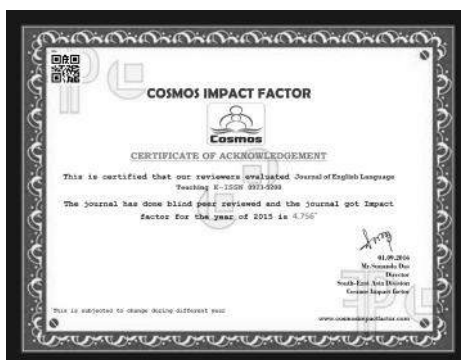 COSMOS IMPACT FACTOR
Cosmos
CERTIFICATE OF ACKNOWLEDGEMENT
This is certified that our reviewers evaluated Journal of English Language
Teaching
The journal has done blind peer reviewed and the journal got Impact
factor for the year of 2015 is 4.756"
01.09.2016
Director
South-East Asia Division
Cosmos Impact factor
This is subjected to change during different year
www.cosmosimpactfactor.com